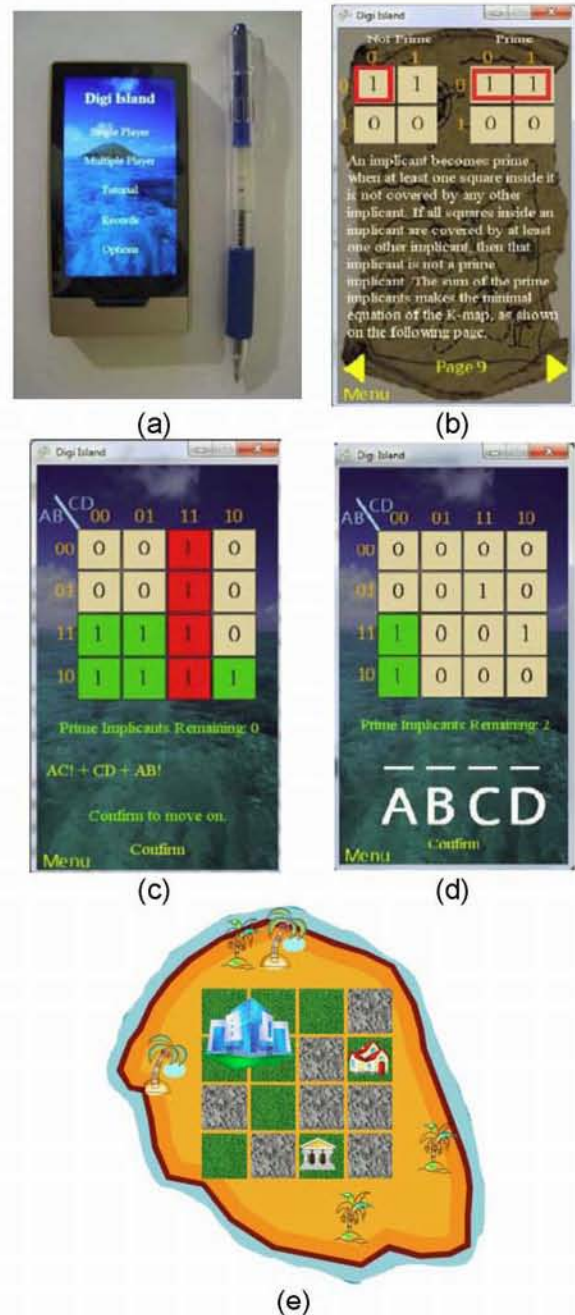 Digi Island
Single Player
Multiple Player
Tutorial
Records
Options
(a)
Digi Island
Not Prime Prime
0 1 0 1
0 1 1 0 1 1
1 0 0 1 0 0
An implicant becomes prime
when at least one square inside it
is not covered by any other
implicant. If all squares inside an
implicant are covered by at least
one other implicant, then that
implicant is not a prime
implicant. The sum of the prime
implicants makes the minimal
equation of the K-map, as shown
on the following page.
Page 9
Menu
(b)
Digi Island
AB CD 00 01 11 10
00 0 0 1 0
01 0 0 1 0
11 1 1 1 0
10 1 1 1 1
Prime Implicants Remaining: 0
AC! + CD + AB!
Confirm to move on.
Confirm
Menu
(c)
Digi Island
AB CD 00 01 11 10
00 0 0 0 0
01 0 0 1 0
11 1 0 0 1
10 1 0 0 0
Prime Implicants Remaining: 2
A̅ B̅ C̅ D̅
Confirm
Menu
(d)
(e)